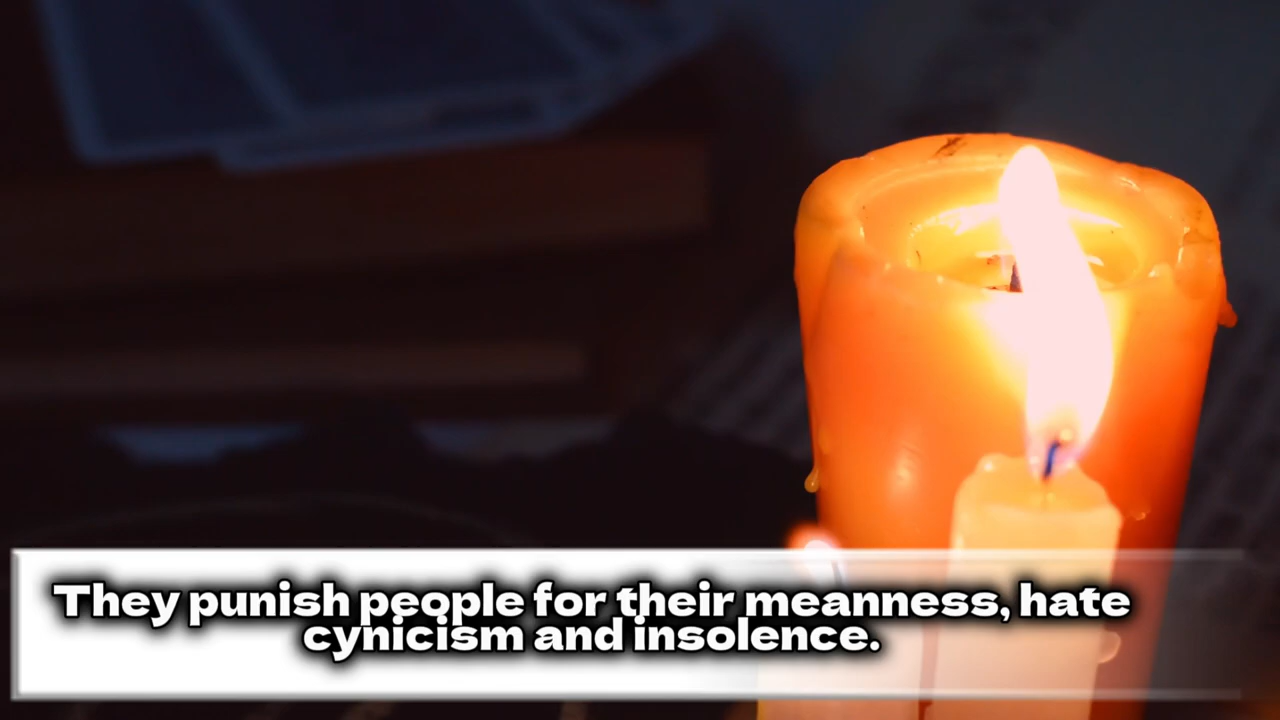 They punish people for their meanness, hate
cynicism and insolence.